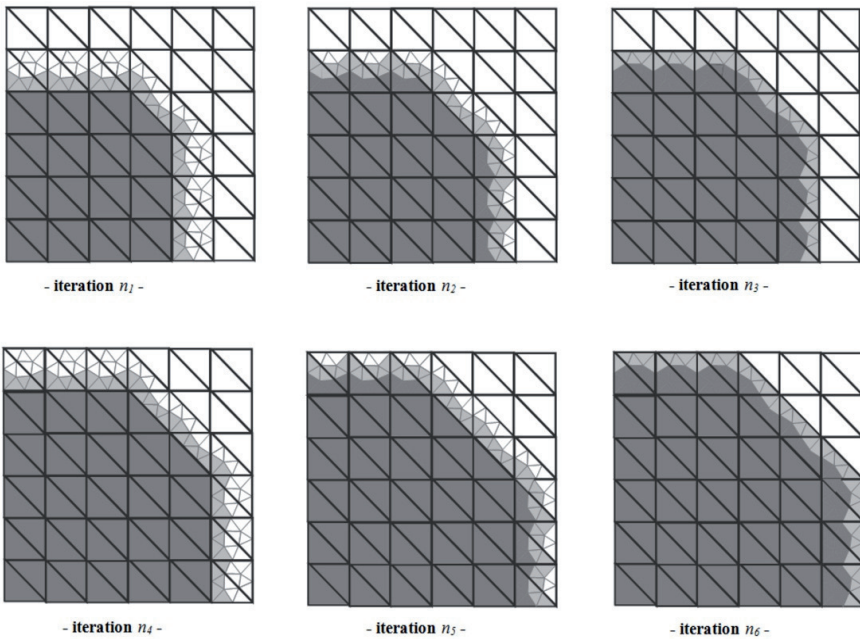 - iteration n₁ -
- iteration n₂ -
- iteration n₃ -
- iteration n₄ -
- iteration n₅ -
- iteration n₆ -